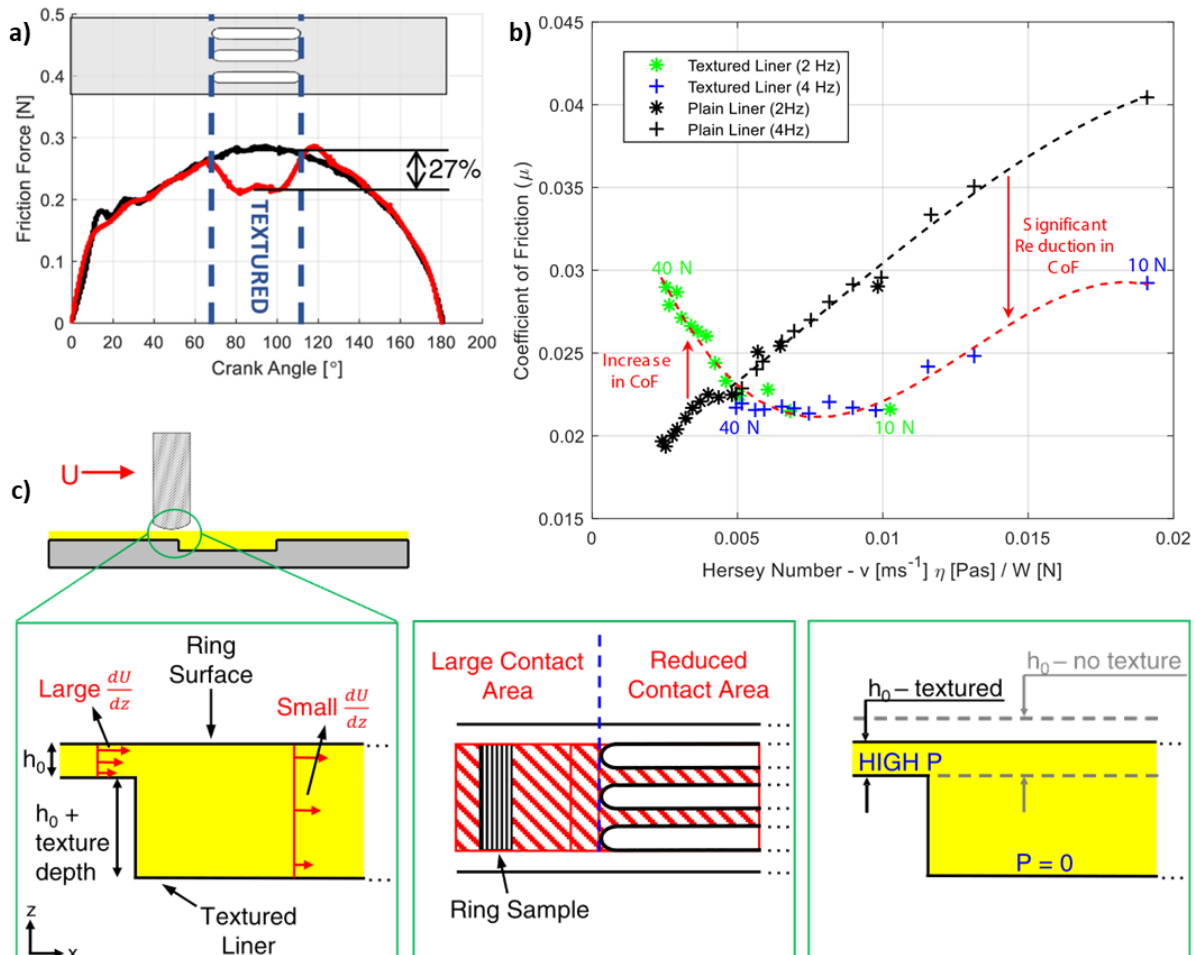 a)
0.5
0.4
0.3
0.2
0.1
0
Friction Force [N]
27%
TEXTURED
0 20 40 60 80 100 120 140 160 180 200
Crank Angle [°]
b)
0.045
0.04
0.035
0.03
0.025
0.02
0.015
Coefficient of Friction (μ)
Textured Liner (2 Hz)
Textured Liner (4 Hz)
Plain Liner (2Hz)
Plain Liner (4Hz)
40 N
Increase
in CoF
40 N
10 N
Significant
Reduction in
CoF
10 N
0 0.005 0.01 0.015 0.02
Hersey Number - v [ms⁻¹] η [Pas] / W [N]
c)
U
Ring
Surface
Large dU/dz
Small dU/dz
h₀
h₀ +
texture
depth
Textured
Liner
z
x
Large Contact
Area
Reduced
Contact Area
Ring Sample
h₀ – no texture
h₀ – textured
HIGH P
P = 0